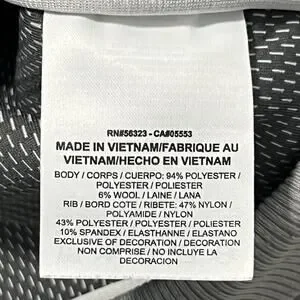 RN#56323 - CA#05553
MADE IN VIETNAM/FABRIQUE AU
VIETNAM/HECHO EN VIETNAM
BODY / CORPS / CUERPO: 94% POLYESTER /
POLYESTER / POLIESTER
6% WOOL / LAINE / LANA
RIB / BORD COTE / RIBETE: 47% NYLON /
POLYAMIDE / NYLON
43% POLYESTER / POLYESTER / POLIESTER
10% SPANDEX / ELASTHANNE / ELASTANO
EXCLUSIVE OF DECORATION / DECORATION
NON COMPRISE / NO INCLUYE LA
DECORACION